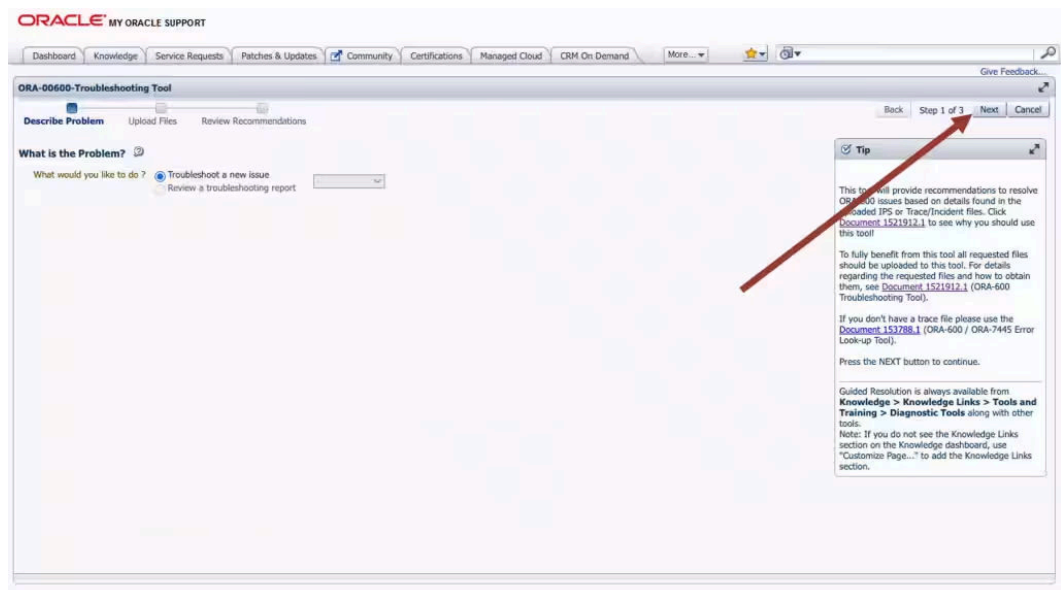 ORACLE MY ORACLE SUPPORT
Dashboard Knowledge Service Requests Patches & Updates Community Certifications Managed Cloud CRM On Demand More...
Give Feedback...
ORA-00600-Troubleshooting Tool
Describe Problem Upload Files Review Recommendations
Back Step 1 of 3 Next Cancel
What is the Problem?
What would you like to do ? Troubleshoot a new issue
Review a troubleshooting report
Tip
This tool will provide recommendations to resolve
ORA-600 issues based on details found in the
uploaded IPS or Trace/Incident files. Click
Document 1521912.1 to see why you should use
this tool!
To fully benefit from this tool all requested files
should be uploaded to this tool. For details
regarding the requested files and how to obtain
them, see Document 1521912.1 (ORA-600
Troubleshooting Tool).
If you don't have a trace file please use the
Document 153788.1 (ORA-600 / ORA-7445 Error
Look-up Tool).
Press the NEXT button to continue.
Guided Resolution is always available from
Knowledge > Knowledge Links > Tools and
Training > Diagnostic Tools along with other
tools.
Note: If you do not see the Knowledge Links
section on the Knowledge dashboard, use
"Customize Page..." to add the Knowledge Links
section.